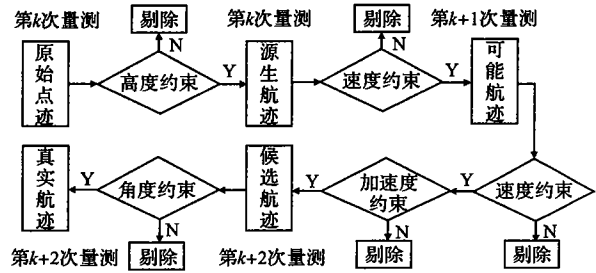 第k次量测 剔除 第k次量测 剔除 第k+1次量测
N N
原始点迹 高度约束 Y 源生航迹 速度约束 Y 可能航迹
真实航迹 Y 角度约束 候选航迹 Y 加速度约束 Y 速度约束
N N N
第k+2次量测 剔除 第k+2次量测 剔除 剔除